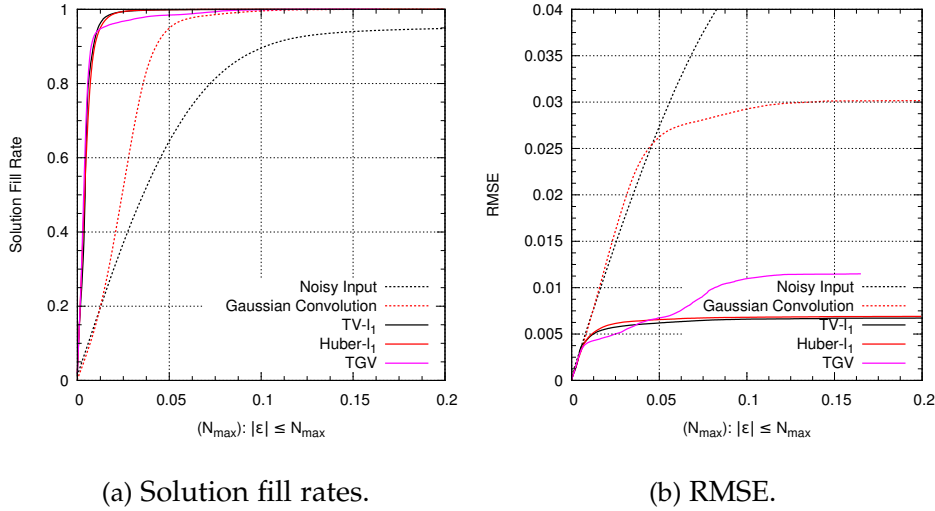 1
0.8
0.6
0.4
0.2
0
Solution Fill Rate
Noisy Input
Gaussian Convolution
TV-l₁
Huber-l₁
TGV
0 0.05 0.1 0.15 0.2
(Nmax): |ε| ≤ Nmax
(a) Solution fill rates.
0.04
0.035
0.03
0.025
0.02
0.015
0.01
0.005
0
RMSE
Noisy Input
Gaussian Convolution
TV-l₁
Huber-l₁
TGV
0 0.05 0.1 0.15 0.2
(Nmax): |ε| ≤ Nmax
(b) RMSE.